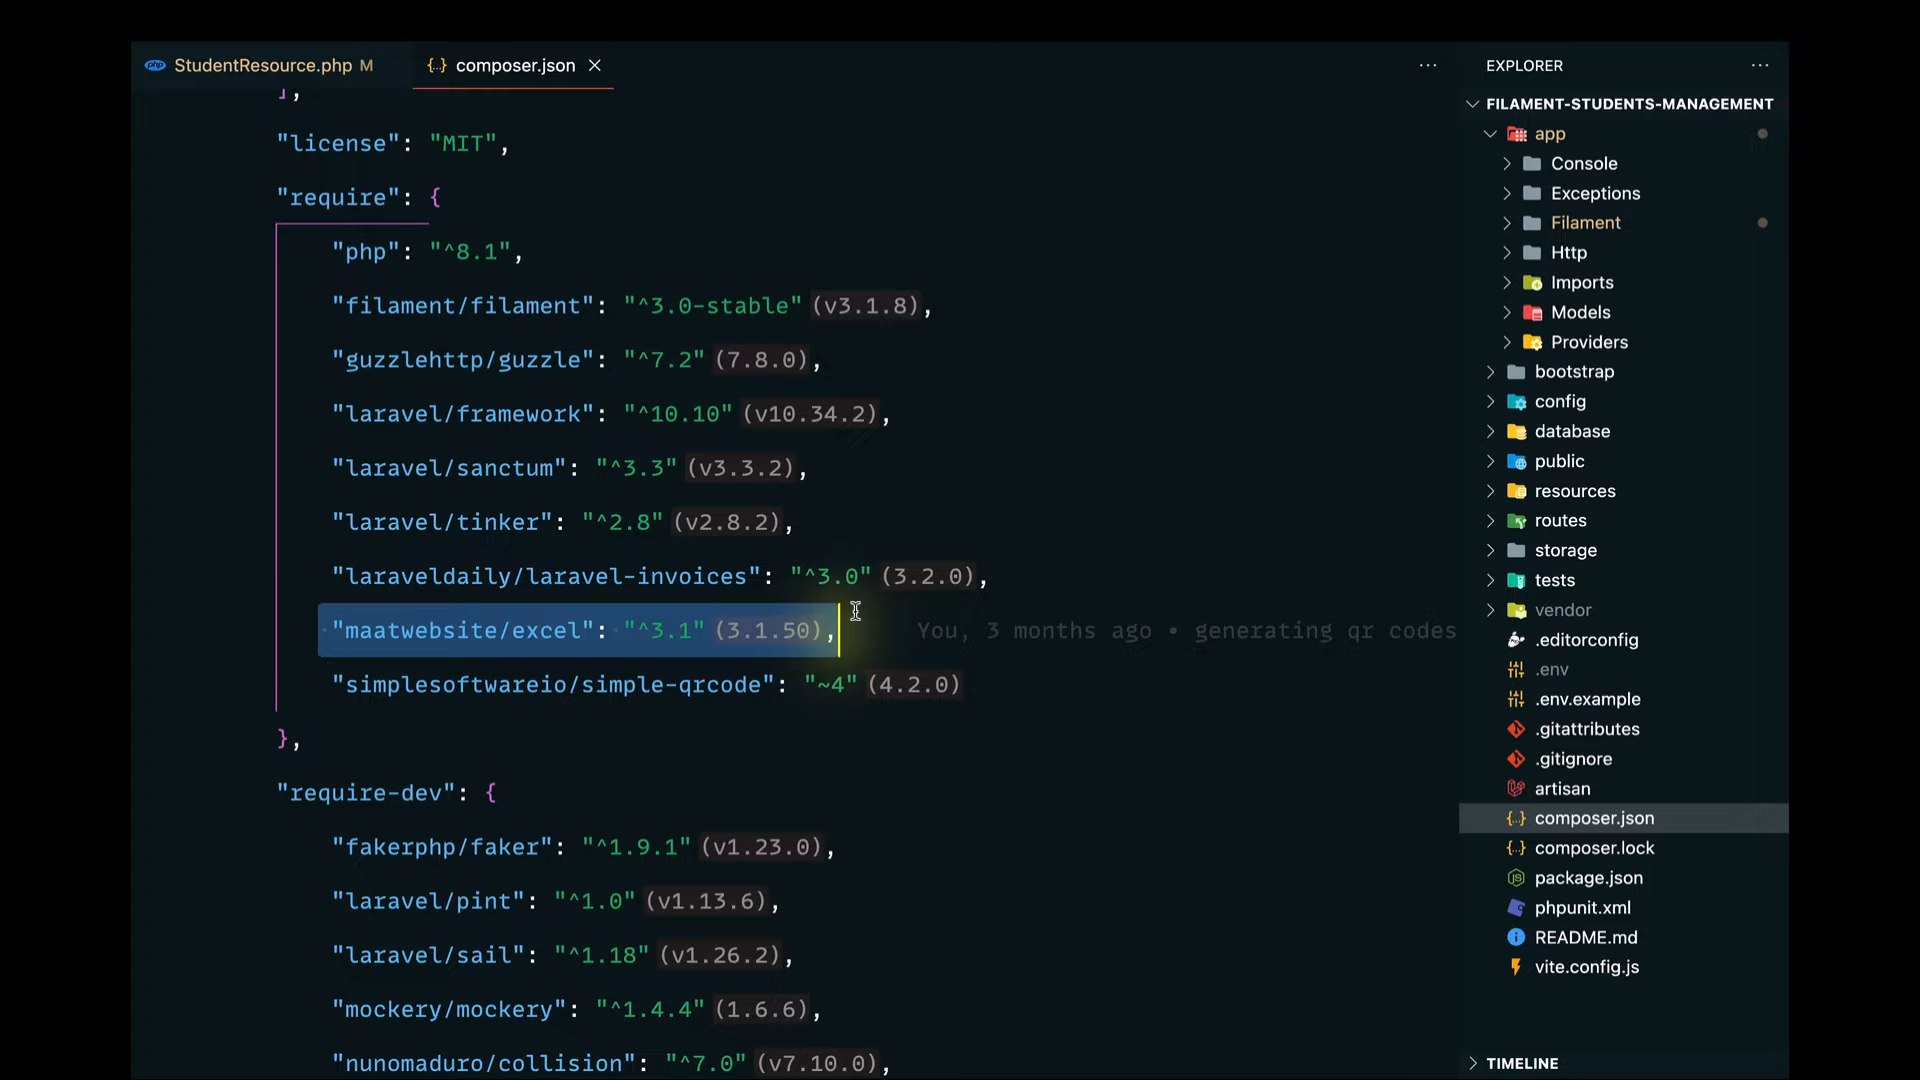 StudentResource.php M
{..} composer.json
],
"license": "MIT",
"require": {
"php": "^8.1",
"filament/filament": "^3.0-stable" (v3.1.8),
"guzzlehttp/guzzle": "^7.2" (7.8.0),
"laravel/framework": "^10.10" (v10.34.2),
"laravel/sanctum": "^3.3" (v3.3.2),
"laravel/tinker": "^2.8" (v2.8.2),
"laraveldaily/laravel-invoices": "^3.0" (3.2.0),
"maatwebsite/excel": "^3.1" (3.1.50), You, 3 months ago • generating qr codes
"simplesoftwareio/simple-qrcode": "~4" (4.2.0)
},
"require-dev": {
"fakerphp/faker": "^1.9.1" (v1.23.0),
"laravel/pint": "^1.0" (v1.13.6),
"laravel/sail": "^1.18" (v1.26.2),
"mockery/mockery": "^1.4.4" (1.6.6),
"nunomaduro/collision": "^7.0" (v7.10.0),
EXPLORER
FILAMENT-STUDENTS-MANAGEMENT
app
Console
Exceptions
Filament
Http
Imports
Models
Providers
bootstrap
config
database
public
resources
routes
storage
tests
vendor
.editorconfig
.env
.env.example
.gitattributes
.gitignore
artisan
composer.json
composer.lock
package.json
phpunit.xml
README.md
vite.config.js
TIMELINE